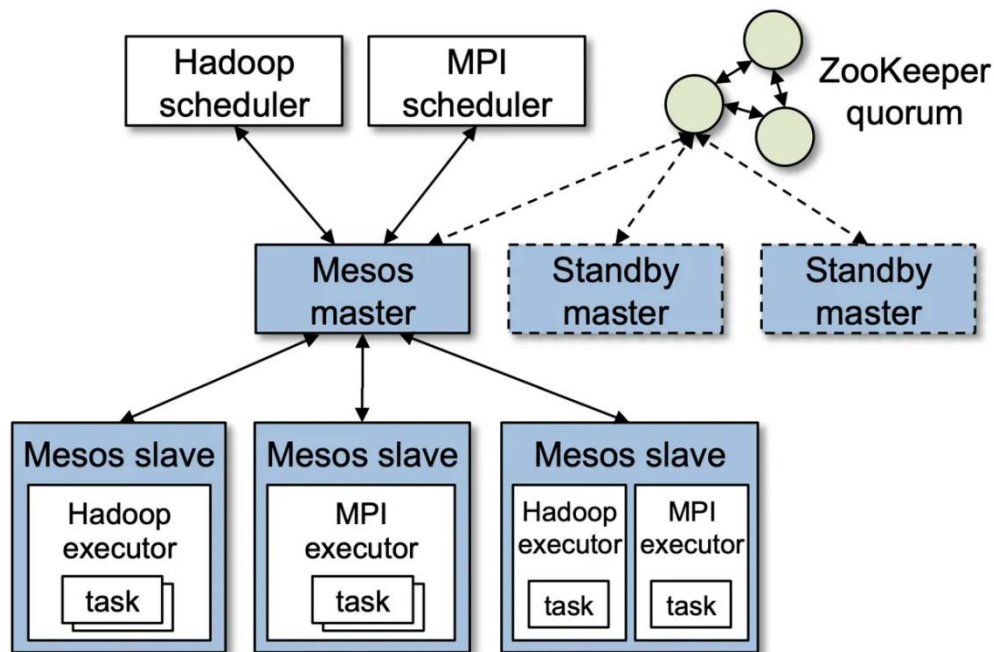 Hadoop
scheduler
MPI
scheduler
ZooKeeper
quorum
Mesos
master
Standby
master
Standby
master
Mesos slave
Hadoop
executor
task
Mesos slave
MPI
executor
task
Mesos slave
Hadoop
executor
task
MPI
executor
task